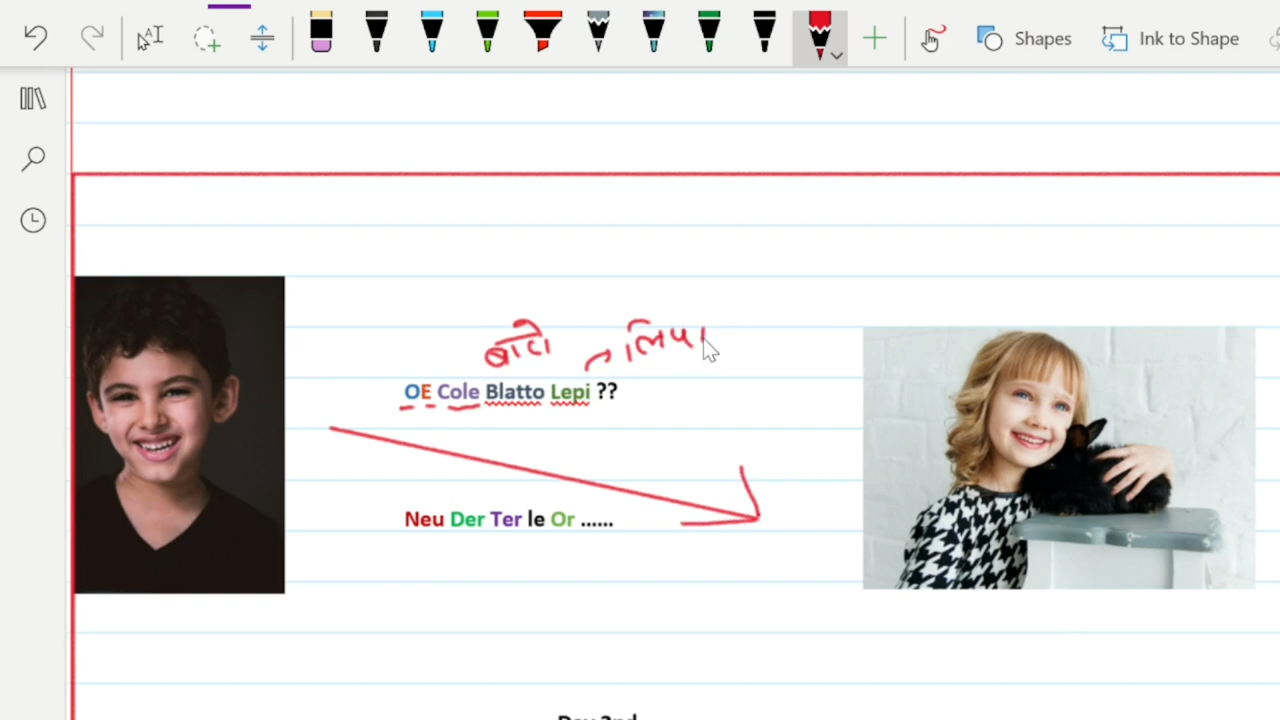 Shapes
Ink to Shape
OE Cole Blatto Lepi ??
Neu Der Ter le Or ......